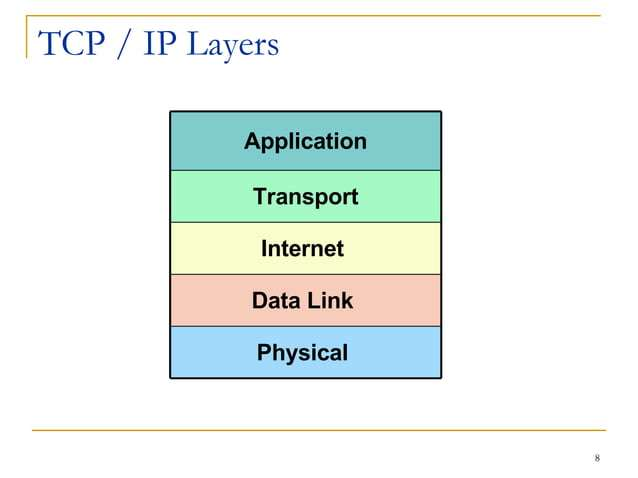 TCP / IP Layers
Application
Transport
Internet
Data Link
Physical
8